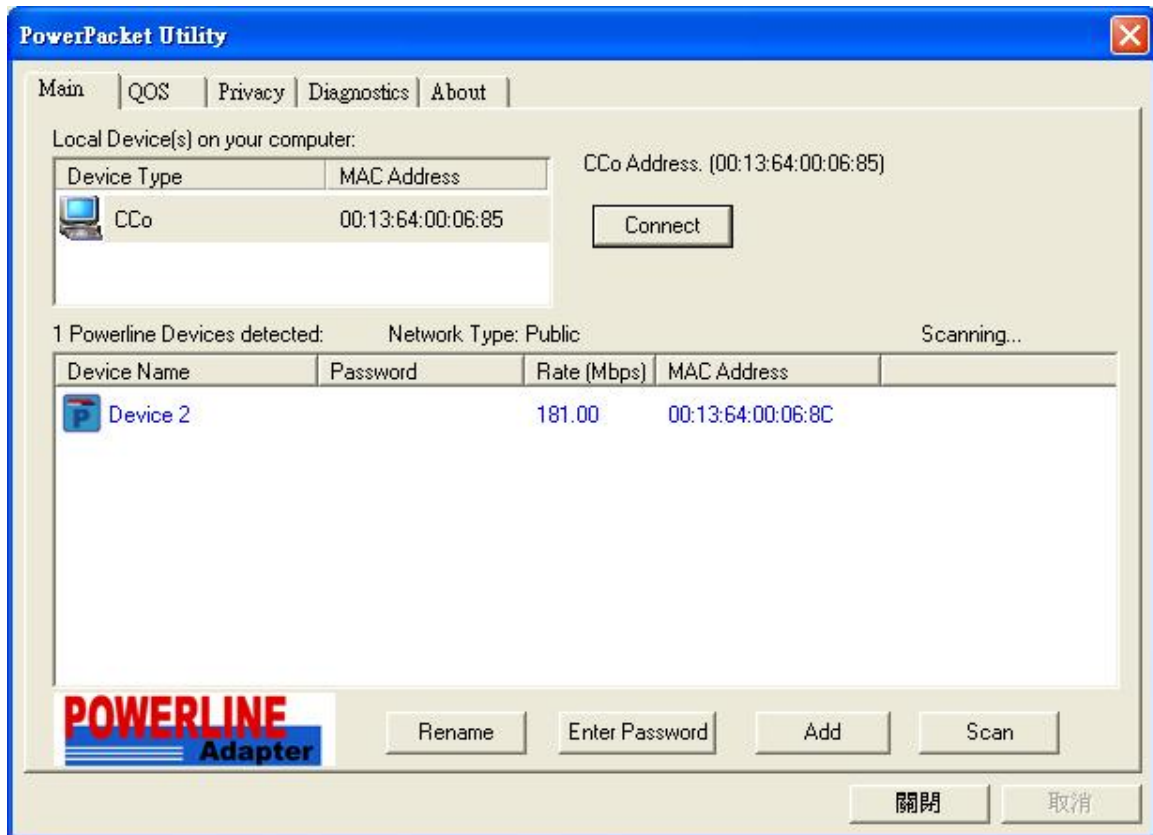 PowerPacket Utility
Main QOS Privacy Diagnostics About
Local Device(s) on your computer:
Device Type MAC Address
CCo 00:13:64:00:06:85
CCo Address. (00:13:64:00:06:85)
Connect
1 Powerline Devices detected: Network Type: Public Scanning...
Device Name Password Rate (Mbps) MAC Address
P Device 2 181.00 00:13:64:00:06:8C
POWERLINE
Adapter
Rename Enter Password Add Scan
關閉 取消